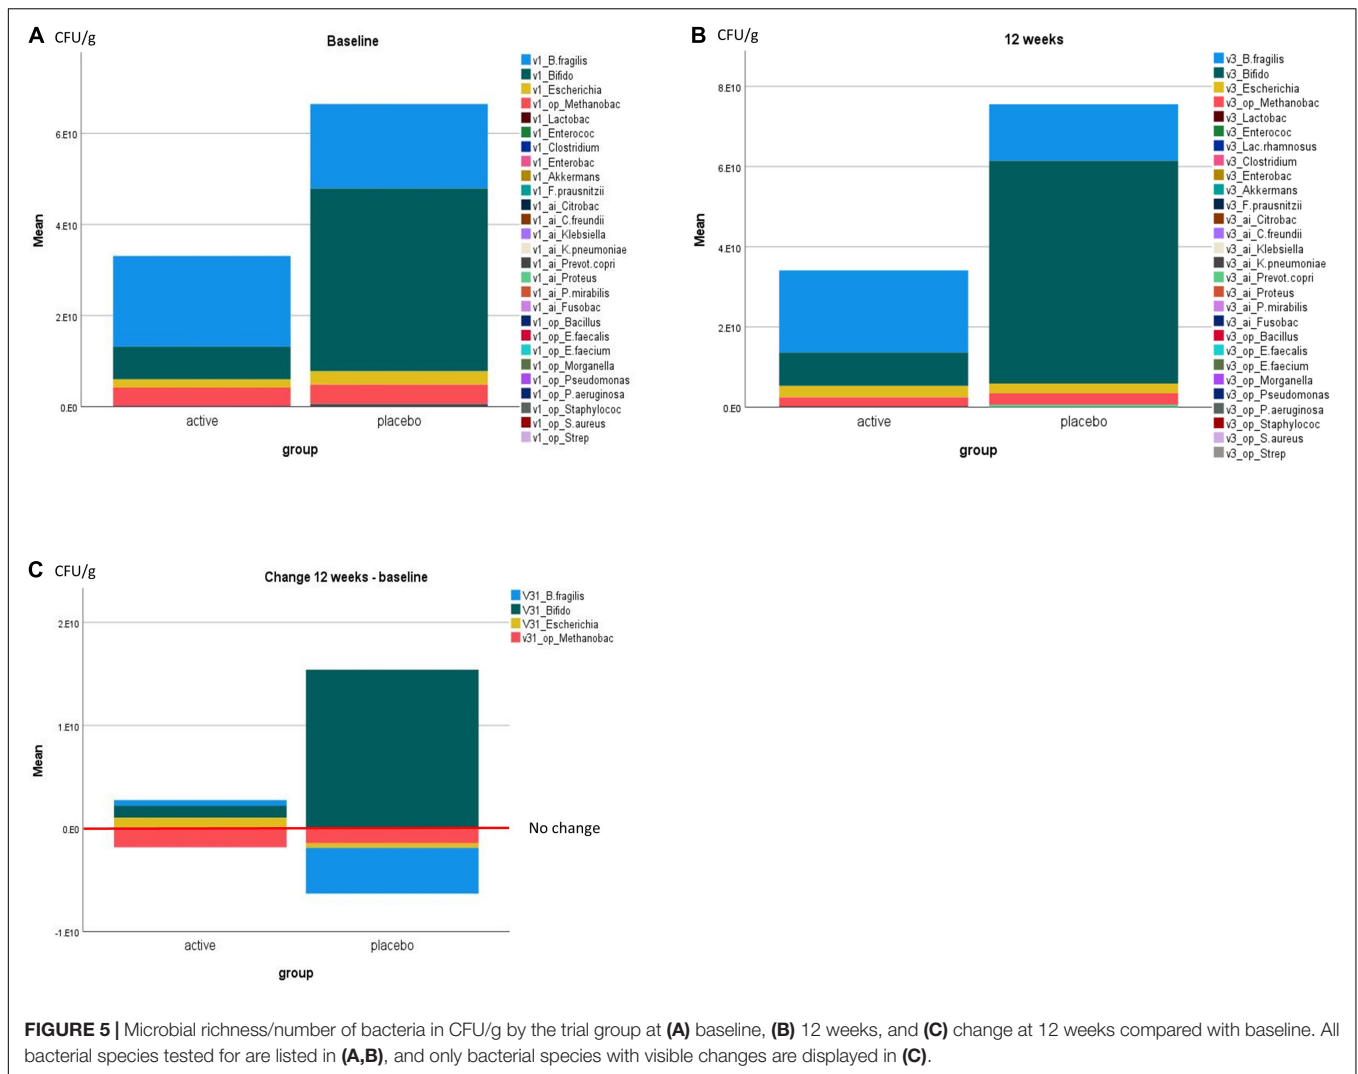 A CFU/g
Baseline
Mean
6.E10
4.E10
2.E10
0.E0
active
placebo
group
v1_B.fragilis
v1_Bifido
v1_Escherichia
v1_op_Methanobac
v1_Lactobac
v1_Enterococ
v1_Clostridium
v1_Enterobac
v1_Akkermans
v1_F.prausnitzii
v1_ai_Citrobac
v1_ai_C.freundii
v1_ai_Klebsiella
v1_ai_K.pneumoniae
v1_ai_Prevot.copri
v1_ai_Proteus
v1_ai_P.mirabilis
v1_ai_Fusobac
v1_op_Bacillus
v1_op_E.faecalis
v1_op_E.faecium
v1_op_Morganella
v1_op_Pseudomonas
v1_op_P.aeruginosa
v1_op_Staphylococ
v1_op_S.aureus
v1_op_Strep
B CFU/g
12 weeks
Mean
8.E10
6.E10
4.E10
2.E10
0.E0
active
placebo
group
v3_B.fragilis
v3_Bifido
v3_Escherichia
v3_op_Methanobac
v3_Lactobac
v3_Enterococ
v3_Lac.rhamnosus
v3_Clostridium
v3_Enterobac
v3_Akkermans
v3_F.prausnitzii
v3_ai_Citrobac
v3_ai_C.freundii
v3_ai_Klebsiella
v3_ai_K.pneumoniae
v3_ai_Prevot.copri
v3_ai_Proteus
v3_ai_P.mirabilis
v3_ai_Fusobac
v3_op_Bacillus
v3_op_E.faecalis
v3_op_E.faecium
v3_op_Morganella
v3_op_Pseudomonas
v3_op_P.aeruginosa
v3_op_Staphylococ
v3_op_S.aureus
v3_op_Strep
C CFU/g
Change 12 weeks - baseline
Mean
2.E10
1.E10
0.E0
-1.E10
active
placebo
group
No change
V31_B.fragilis
V31_Bifido
V31_Escherichia
v31_op_Methanobac
FIGURE 5 | Microbial richness/number of bacteria in CFU/g by the trial group at (A) baseline, (B) 12 weeks, and (C) change at 12 weeks compared with baseline. All
bacterial species tested for are listed in (A,B), and only bacterial species with visible changes are displayed in (C).